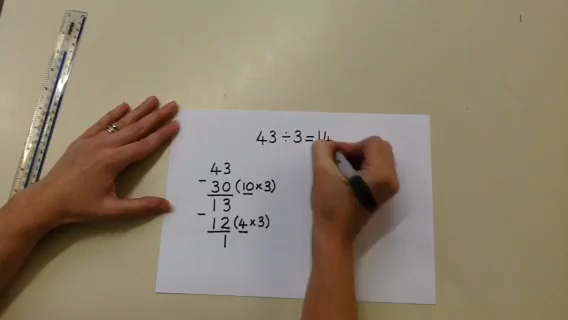 43 ÷ 3 = 14
43
- 30 (10 × 3)
13
- 12 (4 × 3)
1